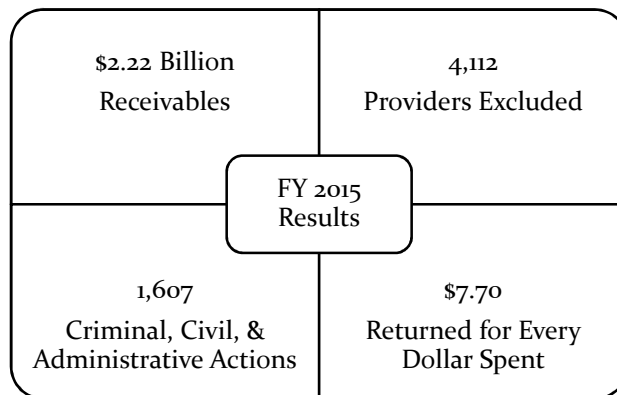 $2.22 Billion
Receivables
4,112
Providers Excluded
FY 2015
Results
1,607
Criminal, Civil, &
Administrative Actions
$7.70
Returned for Every
Dollar Spent